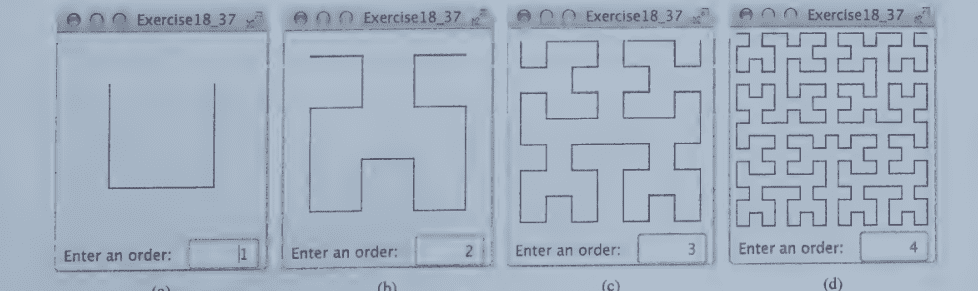 Exercise18_37
Exercise18_37
Exercise18_37
Exercise18_37
Enter an order: 1
Enter an order: 2
Enter an order: 3
Enter an order: 4
(a)
(b)
(c)
(d)